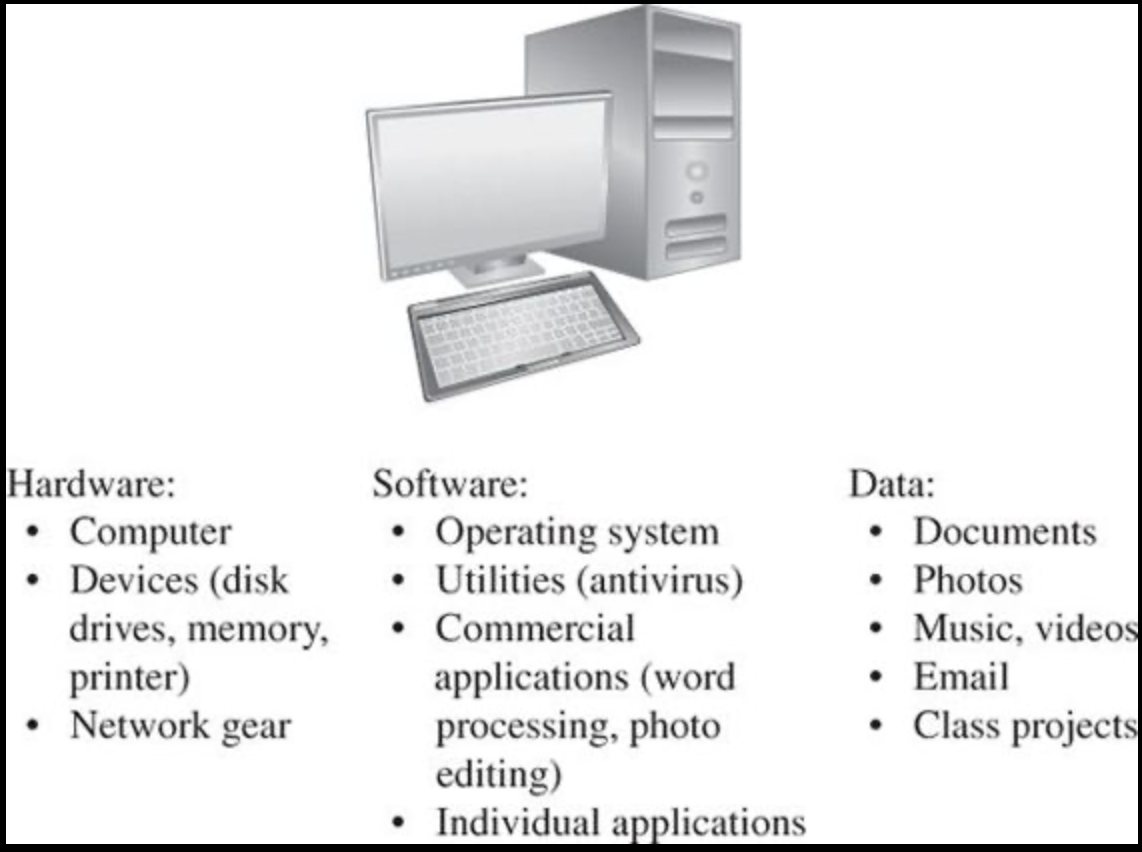 Hardware:
• Computer
• Devices (disk
drives, memory,
printer)
• Network gear
Software:
• Operating system
• Utilities (antivirus)
• Commercial
applications (word
processing, photo
editing)
• Individual applications
Data:
• Documents
• Photos
• Music, videos
• Email
• Class projects